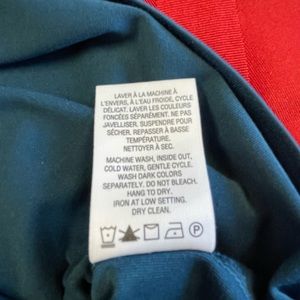 LAVER À LA MACHINE À
L'ENVERS, À L'EAU FROIDE, CYCLE
DÉLICAT. LAVER LES COULEURS
FONCÉES SÉPARÉMENT. NE PAS
JAVELLISER. SUSPENDRE POUR
SÉCHER. REPASSER À BASSE
TEMPÉRATURE.
NETTOYER À SEC.
MACHINE WASH, INSIDE OUT,
COLD WATER, GENTLE CYCLE.
WASH DARK COLORS
SEPARATELY. DO NOT BLEACH.
HANG TO DRY.
IRON AT LOW SETTING.
DRY CLEAN.
P